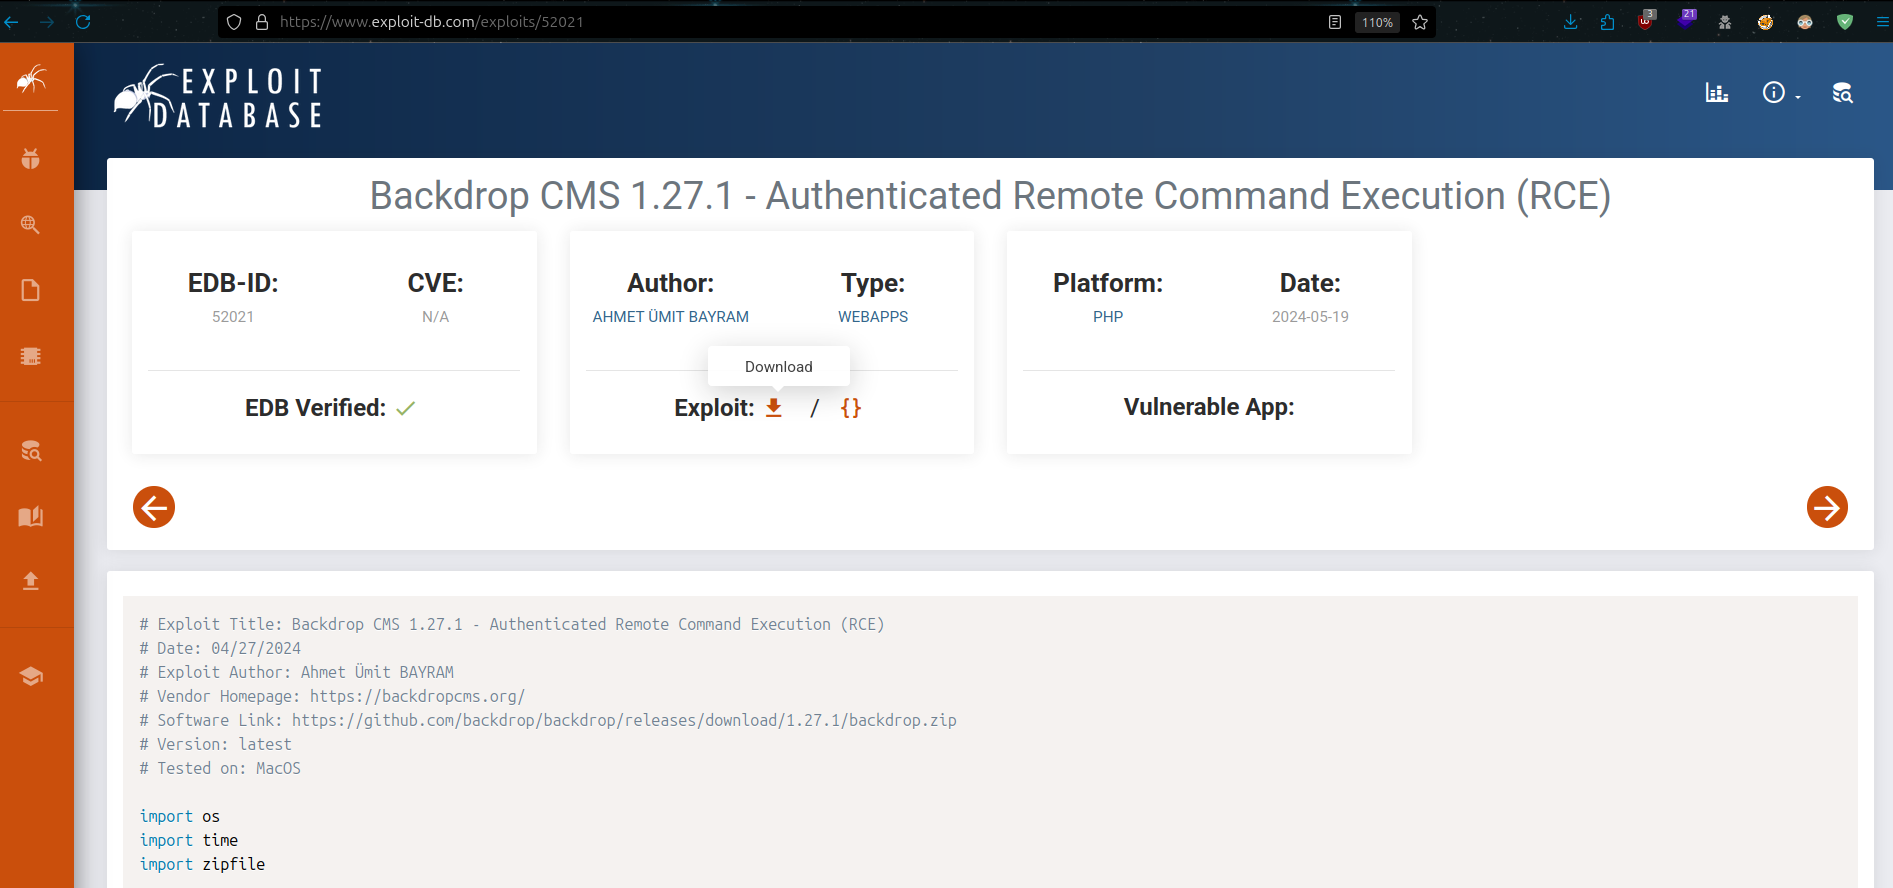 https://www.exploit-db.com/exploits/52021
110%
3
21
EXPLOIT
DATABASE
Backdrop CMS 1.27.1 - Authenticated Remote Command Execution (RCE)
EDB-ID:
52021
CVE:
N/A
EDB Verified:
Author:
AHMET ÜMIT BAYRAM
Type:
WEBAPPS
Download
Exploit: / {}
Platform:
PHP
Date:
2024-05-19
Vulnerable App:
# Exploit Title: Backdrop CMS 1.27.1 - Authenticated Remote Command Execution (RCE)
# Date: 04/27/2024
# Exploit Author: Ahmet Ümit BAYRAM
# Vendor Homepage: https://backdropcms.org/
# Software Link: https://github.com/backdrop/backdrop/releases/download/1.27.1/backdrop.zip
# Version: latest
# Tested on: MacOS
import os
import time
import zipfile